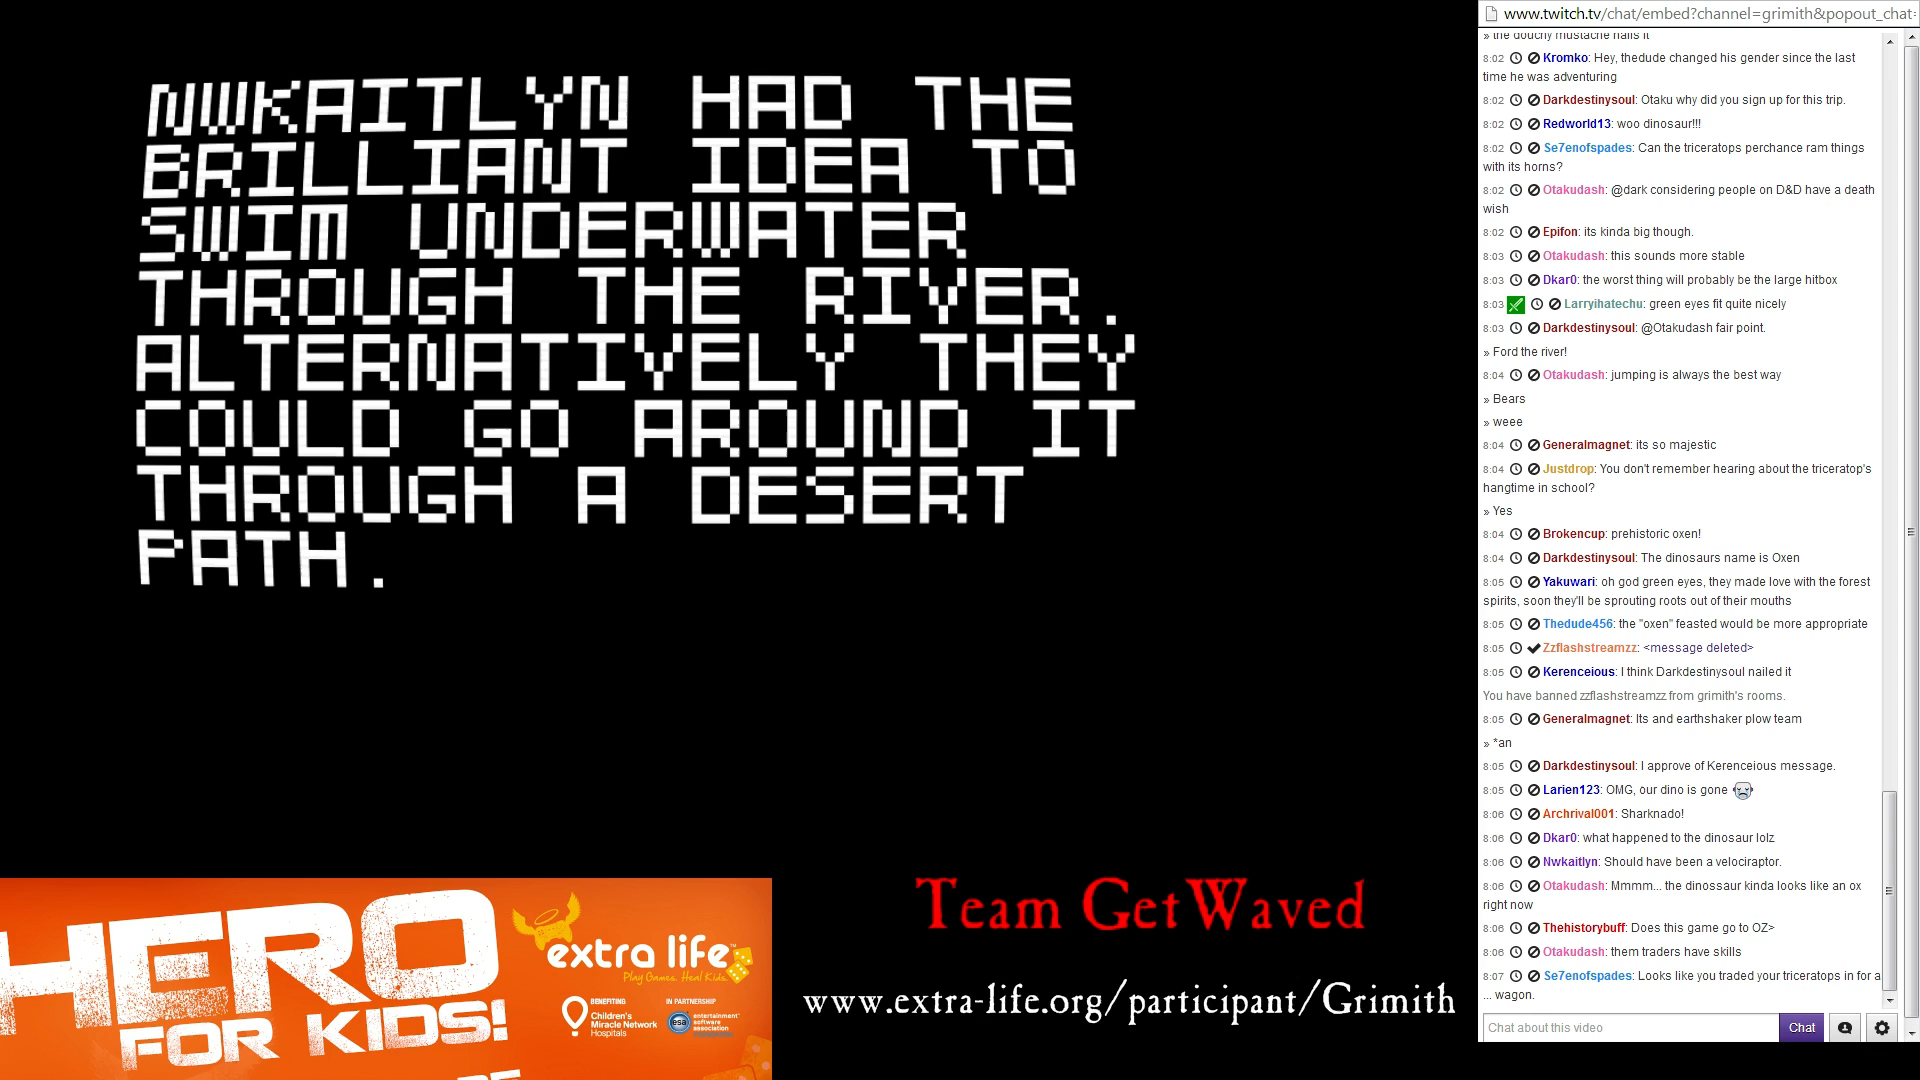 NWKAITLYN HAD THE
BRILLIANT IDEA TO
SWIM UNDERWATER
THROUGH THE RIVER.
ALTERNATIVELY THEY
COULD GO AROUND IT
THROUGH A DESERT
PATH.
HERO
FOR KIDS!
extra life™
Play Games. Heal Kids.
BENEFITING
Children's
Miracle Network
Hospitals
IN PARTNERSHIP
esa entertainment
software
association
Team GetWaved
www.extra-life.org/participant/Grimith
www.twitch.tv/chat/embed?channel=grimith&popout_chat=
» the douchy mustache nails it
8:02 Kromko: Hey, thedude changed his gender since the last
time he was adventuring
8:02 Darkdestinysoul: Otaku why did you sign up for this trip.
8:02 Redworld13: woo dinosaur!!!
8:02 Se7enofspades: Can the triceratops perchance ram things
with its horns?
8:02 Otakudash: @dark considering people on D&D have a death
wish
8:02 Epifon: its kinda big though.
8:03 Otakudash: this sounds more stable
8:03 Dkar0: the worst thing will probably be the large hitbox
8:03 Larryihatechu: green eyes fit quite nicely
8:03 Darkdestinysoul: @Otakudash fair point.
» Ford the river!
8:04 Otakudash: jumping is always the best way
» Bears
» weee
8:04 Generalmagnet: its so majestic
8:04 Justdrop: You don't remember hearing about the triceratop's
hangtime in school?
» Yes
8:04 Brokencup: prehistoric oxen!
8:04 Darkdestinysoul: The dinosaurs name is Oxen
8:05 Yakuwari: oh god green eyes, they made love with the forest
spirits, soon they'll be sprouting roots out of their mouths
8:05 Thedude456: the "oxen" feasted would be more appropriate
8:05 Zzflashstreamzz: <message deleted>
8:05 Kerenceious: I think Darkdestinysoul nailed it
You have banned zzflashstreamzz from grimith's rooms.
8:05 Generalmagnet: Its and earthshaker plow team
» *an
8:05 Darkdestinysoul: I approve of Kerenceious message.
8:05 Larien123: OMG, our dino is gone
8:06 Archrival001: Sharknado!
8:06 Dkar0: what happened to the dinosaur lolz
8:06 Nwkaitlyn: Should have been a velociraptor.
8:06 Otakudash: Mmmm... the dinossaur kinda looks like an ox
right now
8:06 Thehistorybuff: Does this game go to OZ>
8:06 Otakudash: them traders have skills
8:07 Se7enofspades: Looks like you traded your triceratops in for a
... wagon.
Chat about this video
Chat